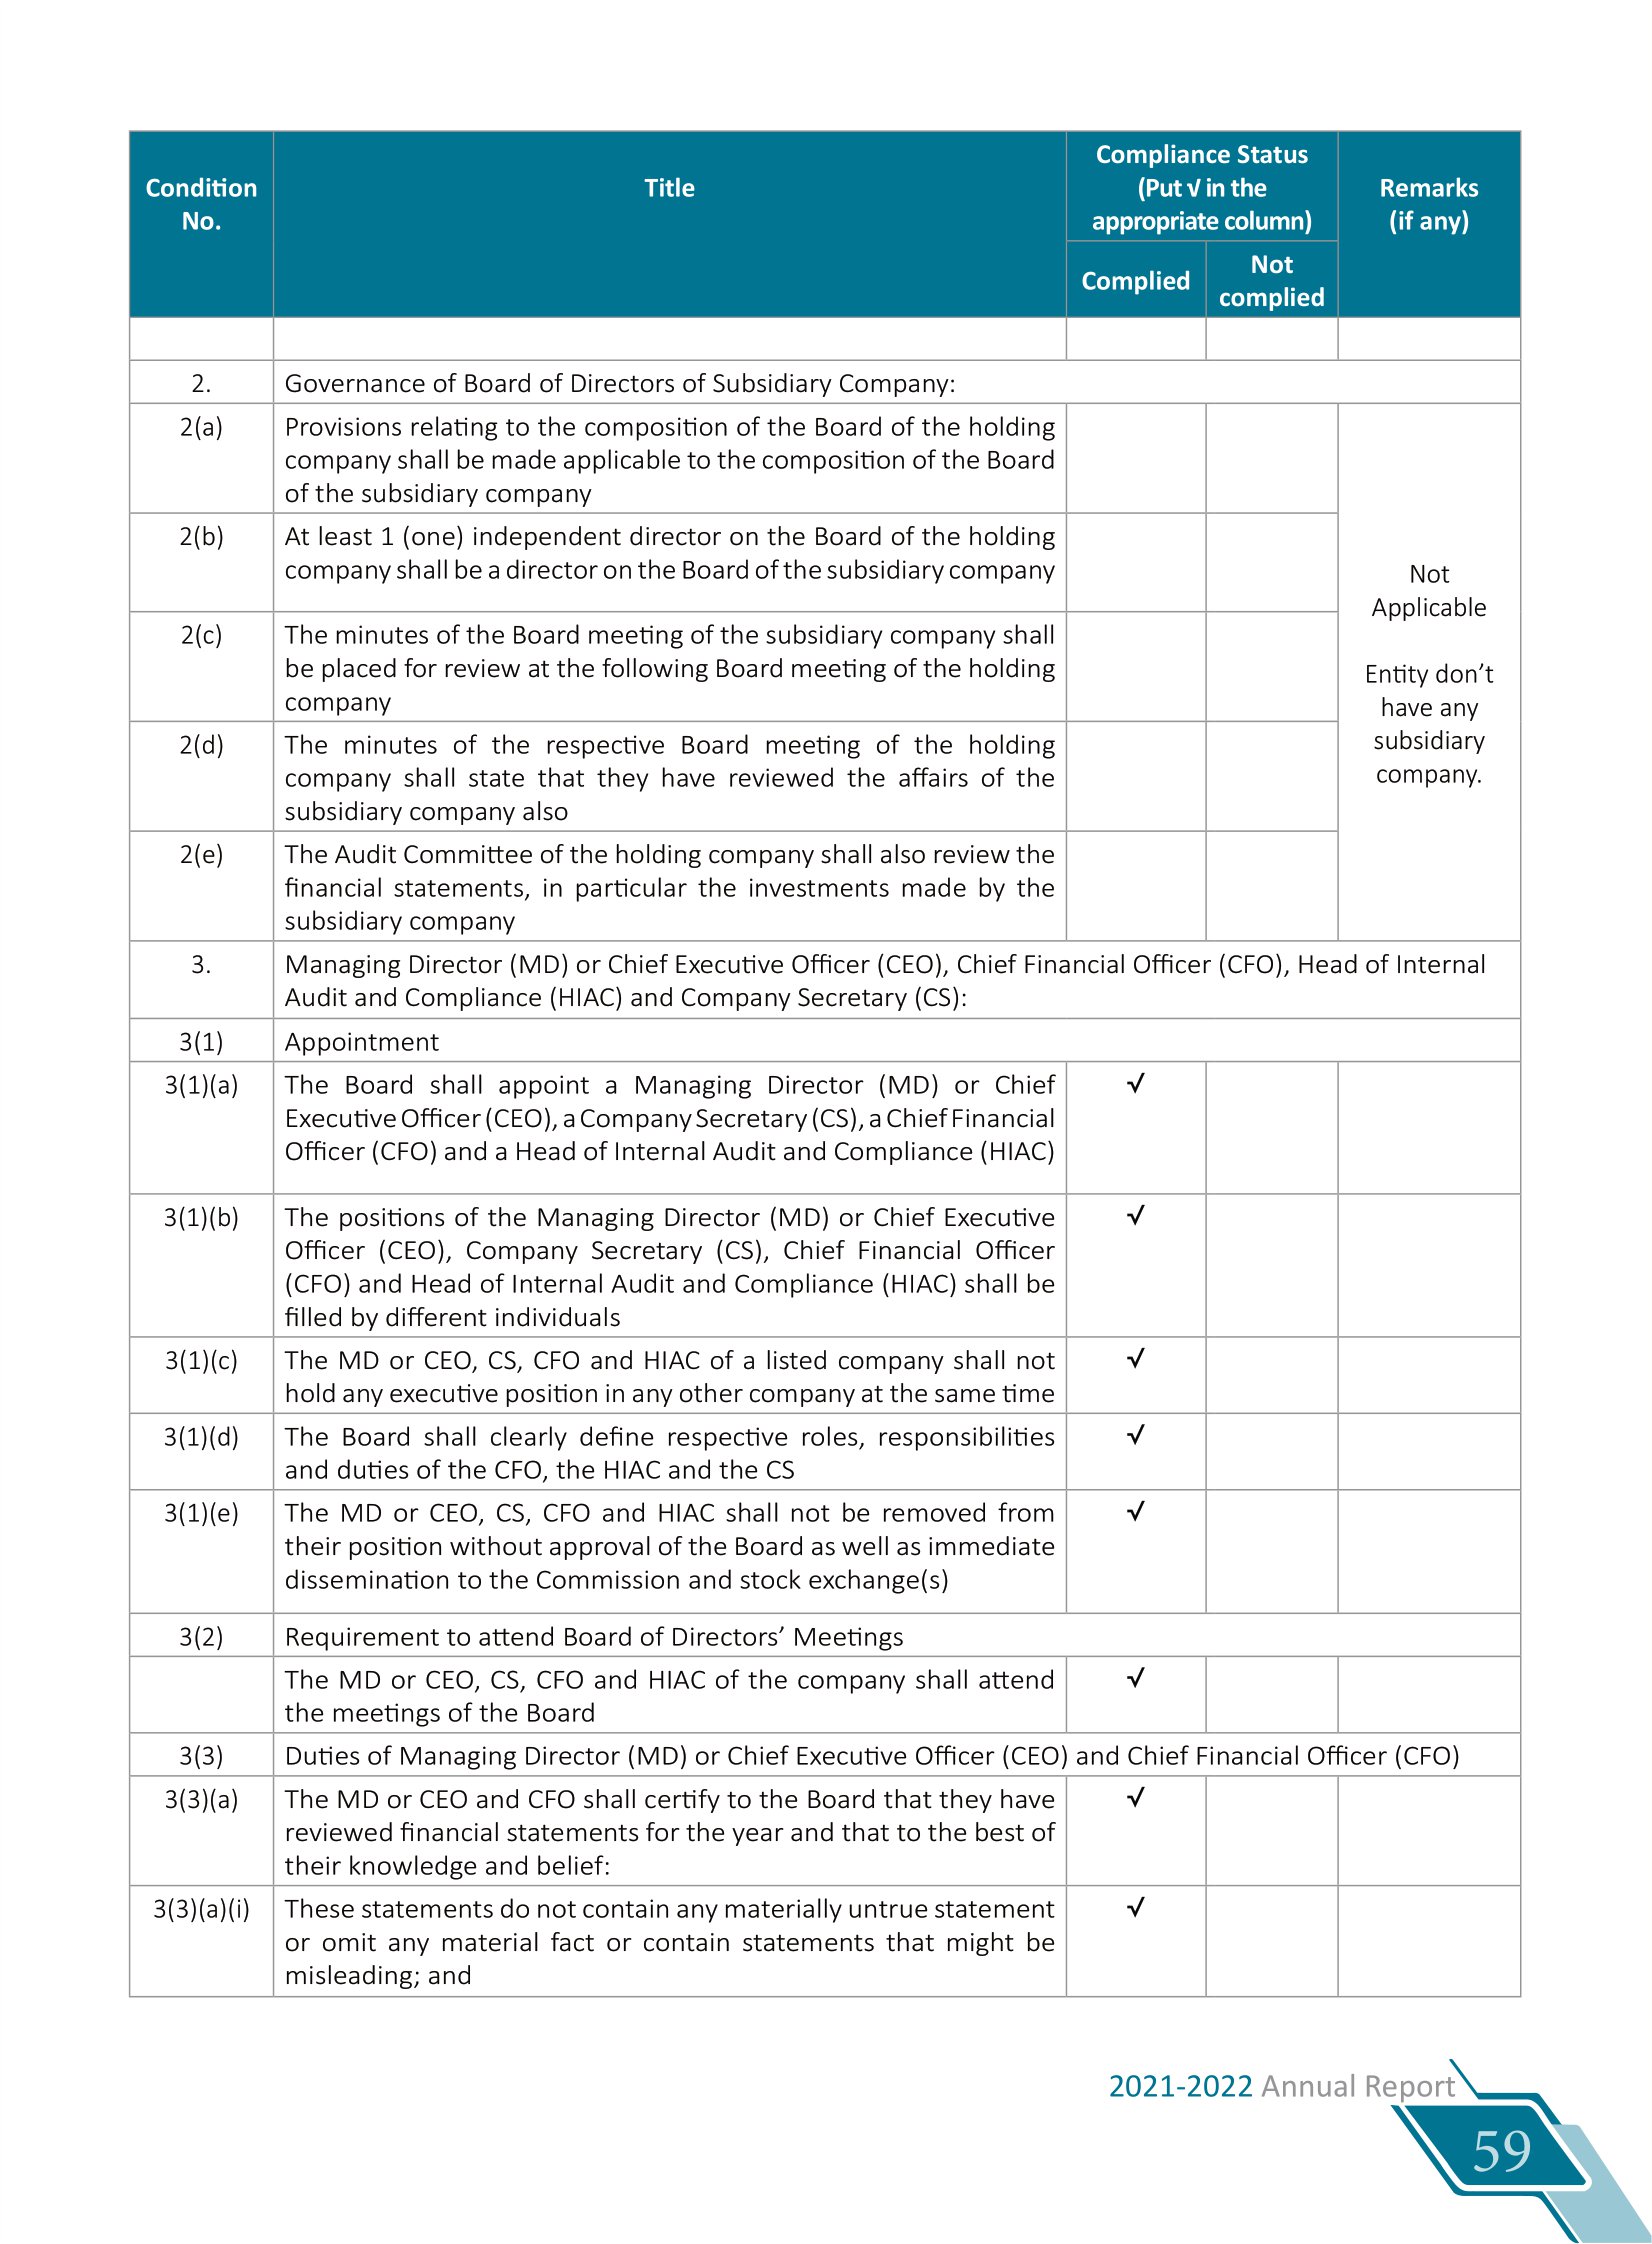 Condition
No.
Title
Compliance Status
(Put √ in the
appropriate column)
Remarks
(if any)
Complied
Not
complied
2.
Governance of Board of Directors of Subsidiary Company:
2(a)
Provisions relating to the composition of the Board of the holding
company shall be made applicable to the composition of the Board
of the subsidiary company
2(b)
At least 1 (one) independent director on the Board of the holding
company shall be a director on the Board of the subsidiary company
2(c)
The minutes of the Board meeting of the subsidiary company shall
be placed for review at the following Board meeting of the holding
company
2(d)
The minutes of the respective Board meeting of the holding
company shall state that they have reviewed the affairs of the
subsidiary company also
2(e)
The Audit Committee of the holding company shall also review the
financial statements, in particular the investments made by the
subsidiary company
Not
Applicable
Entity don’t
have any
subsidiary
company.
3.
Managing Director (MD) or Chief Executive Officer (CEO), Chief Financial Officer (CFO), Head of Internal
Audit and Compliance (HIAC) and Company Secretary (CS):
3(1)
Appointment
3(1)(a)
The Board shall appoint a Managing Director (MD) or Chief
Executive Officer (CEO), a Company Secretary (CS), a Chief Financial
Officer (CFO) and a Head of Internal Audit and Compliance (HIAC)
√
3(1)(b)
The positions of the Managing Director (MD) or Chief Executive
Officer (CEO), Company Secretary (CS), Chief Financial Officer
(CFO) and Head of Internal Audit and Compliance (HIAC) shall be
filled by different individuals
√
3(1)(c)
The MD or CEO, CS, CFO and HIAC of a listed company shall not
hold any executive position in any other company at the same time
√
3(1)(d)
The Board shall clearly define respective roles, responsibilities
and duties of the CFO, the HIAC and the CS
√
3(1)(e)
The MD or CEO, CS, CFO and HIAC shall not be removed from
their position without approval of the Board as well as immediate
dissemination to the Commission and stock exchange(s)
√
3(2)
Requirement to attend Board of Directors’ Meetings
The MD or CEO, CS, CFO and HIAC of the company shall attend
the meetings of the Board
√
3(3)
Duties of Managing Director (MD) or Chief Executive Officer (CEO) and Chief Financial Officer (CFO)
3(3)(a)
The MD or CEO and CFO shall certify to the Board that they have
reviewed financial statements for the year and that to the best of
their knowledge and belief:
√
3(3)(a)(i)
These statements do not contain any materially untrue statement
or omit any material fact or contain statements that might be
misleading; and
√
2021-2022 Annual Report
59